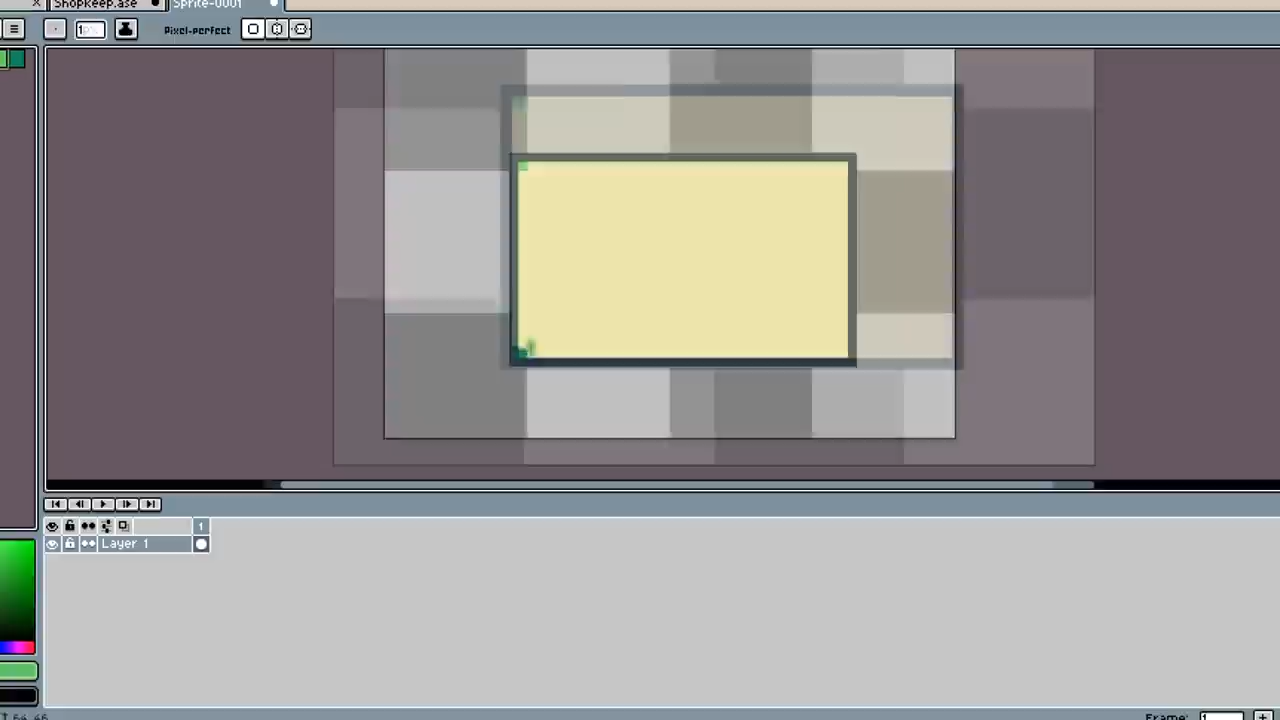 Shopkeep.ase
Sprite-0001
Pixel-perfect
1
Layer 1
Frame: